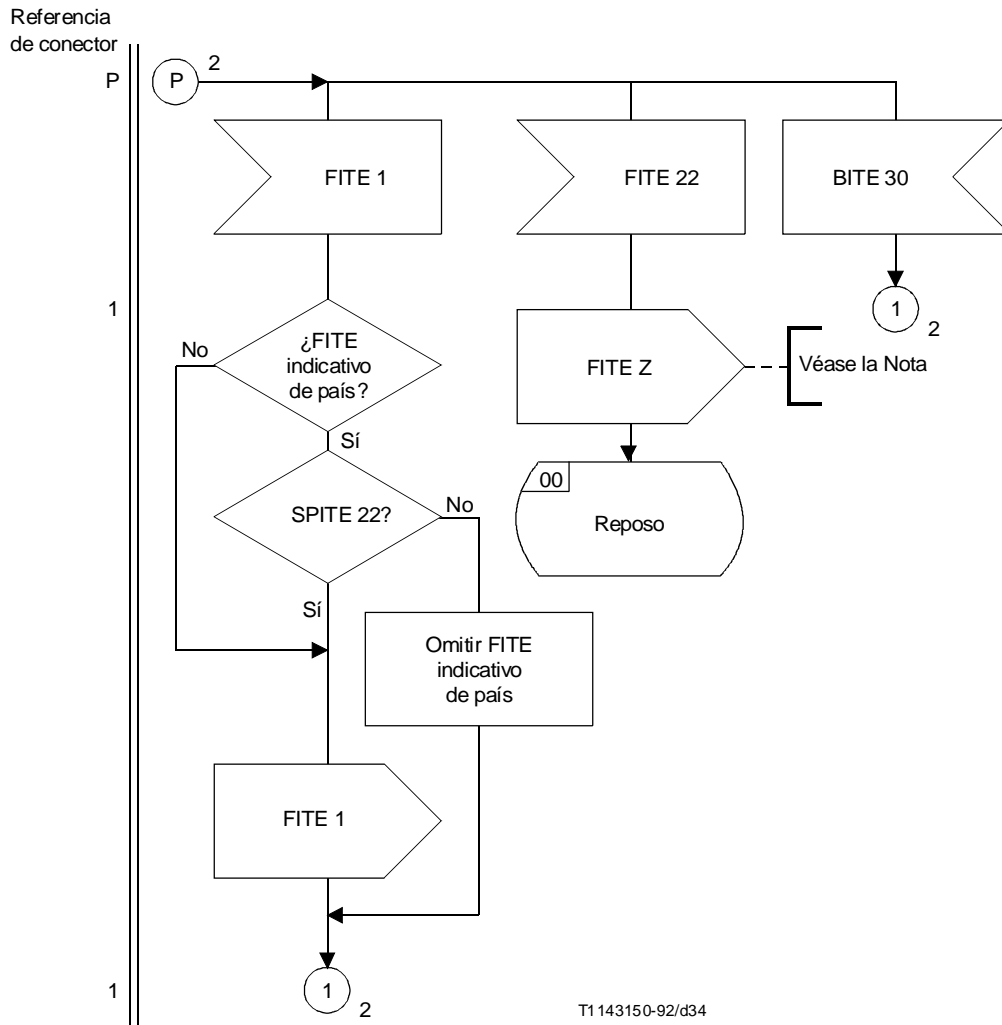 Referencia
de conector
P
P
2
FITE 1
FITE 22
BITE 30
1
1
2
¿FITE
indicativo
de país?
No
Sí
FITE Z
Véase la Nota
SPITE 22?
No
Sí
00
Reposo
Omitir FITE
indicativo
de país
FITE 1
1
1
2
T1143150-92/d34